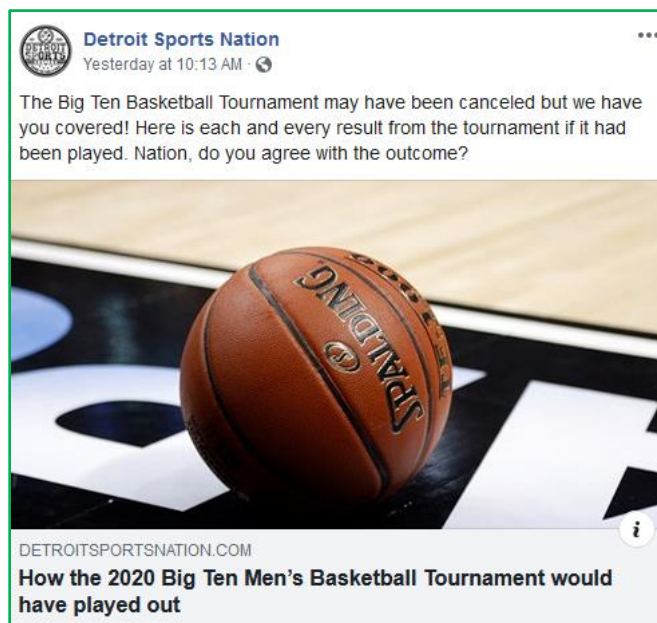 Detroit Sports Nation
Yesterday at 10:13 AM ·
The Big Ten Basketball Tournament may have been canceled but we have
you covered! Here is each and every result from the tournament if it had
been played. Nation, do you agree with the outcome?
SPALDING
DETROITSPORTSNATION.COM
How the 2020 Big Ten Men's Basketball Tournament would
have played out